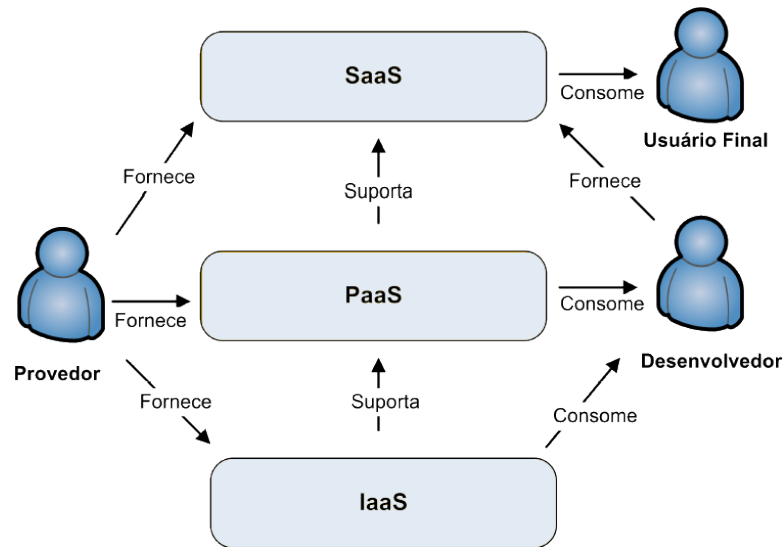 SaaS
Consome
Usuário Final
Fornece
Suporta
Fornece
PaaS
Fornece
Consome
Provedor
Desenvolvedor
Fornece
Suporta
Consome
IaaS